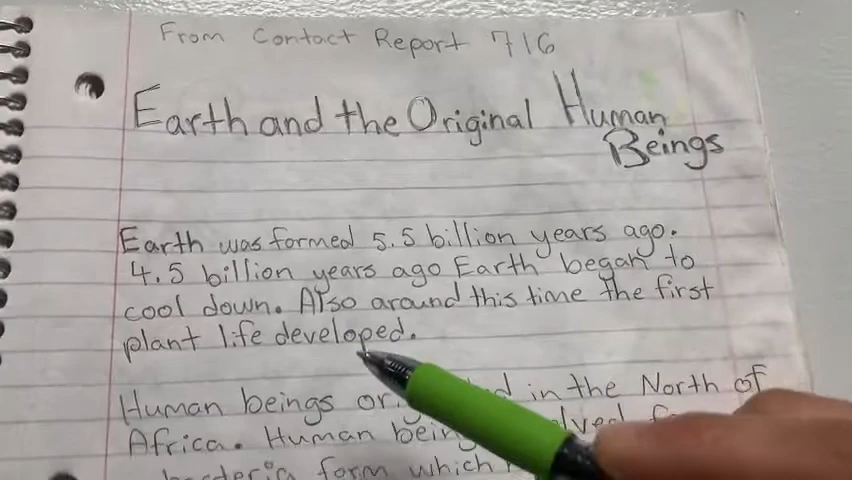 From Contact Report 716
Earth and the Original Human
Beings
Earth was formed 5.5 billion years ago.
4.5 billion years ago Earth began to
cool down. Also around this time the first
plant life developed.
Human beings in the North of
Africa. Human
form which